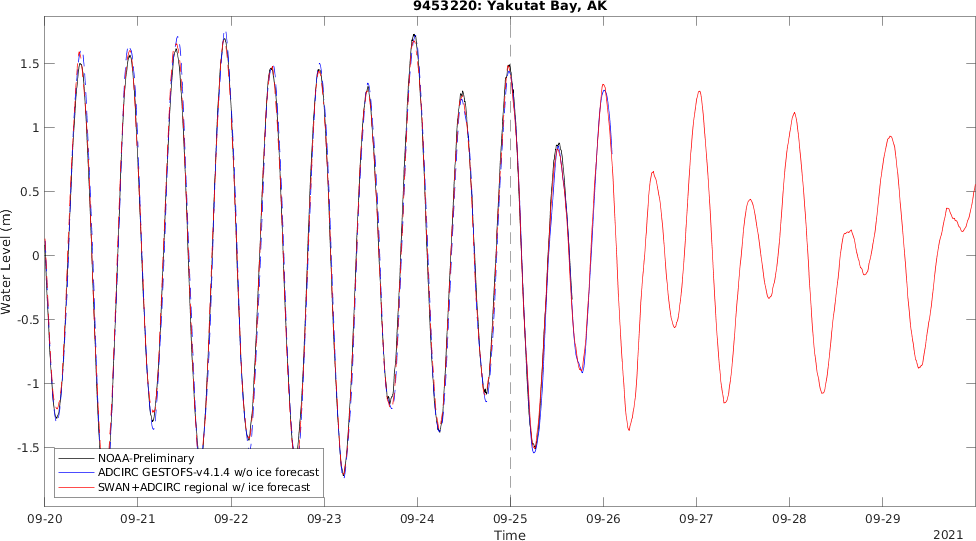 9453220: Yakutat Bay, AK
Water Level (m)
1.5
1
0.5
0
-0.5
-1
-1.5
NOAA-Preliminary
ADCIRC GESTOFS-v4.1.4 w/o ice forecast
SWAN+ADCIRC regional w/ ice forecast
09-20 09-21 09-22 09-23 09-24 09-25 09-26 09-27 09-28 09-29
Time
2021